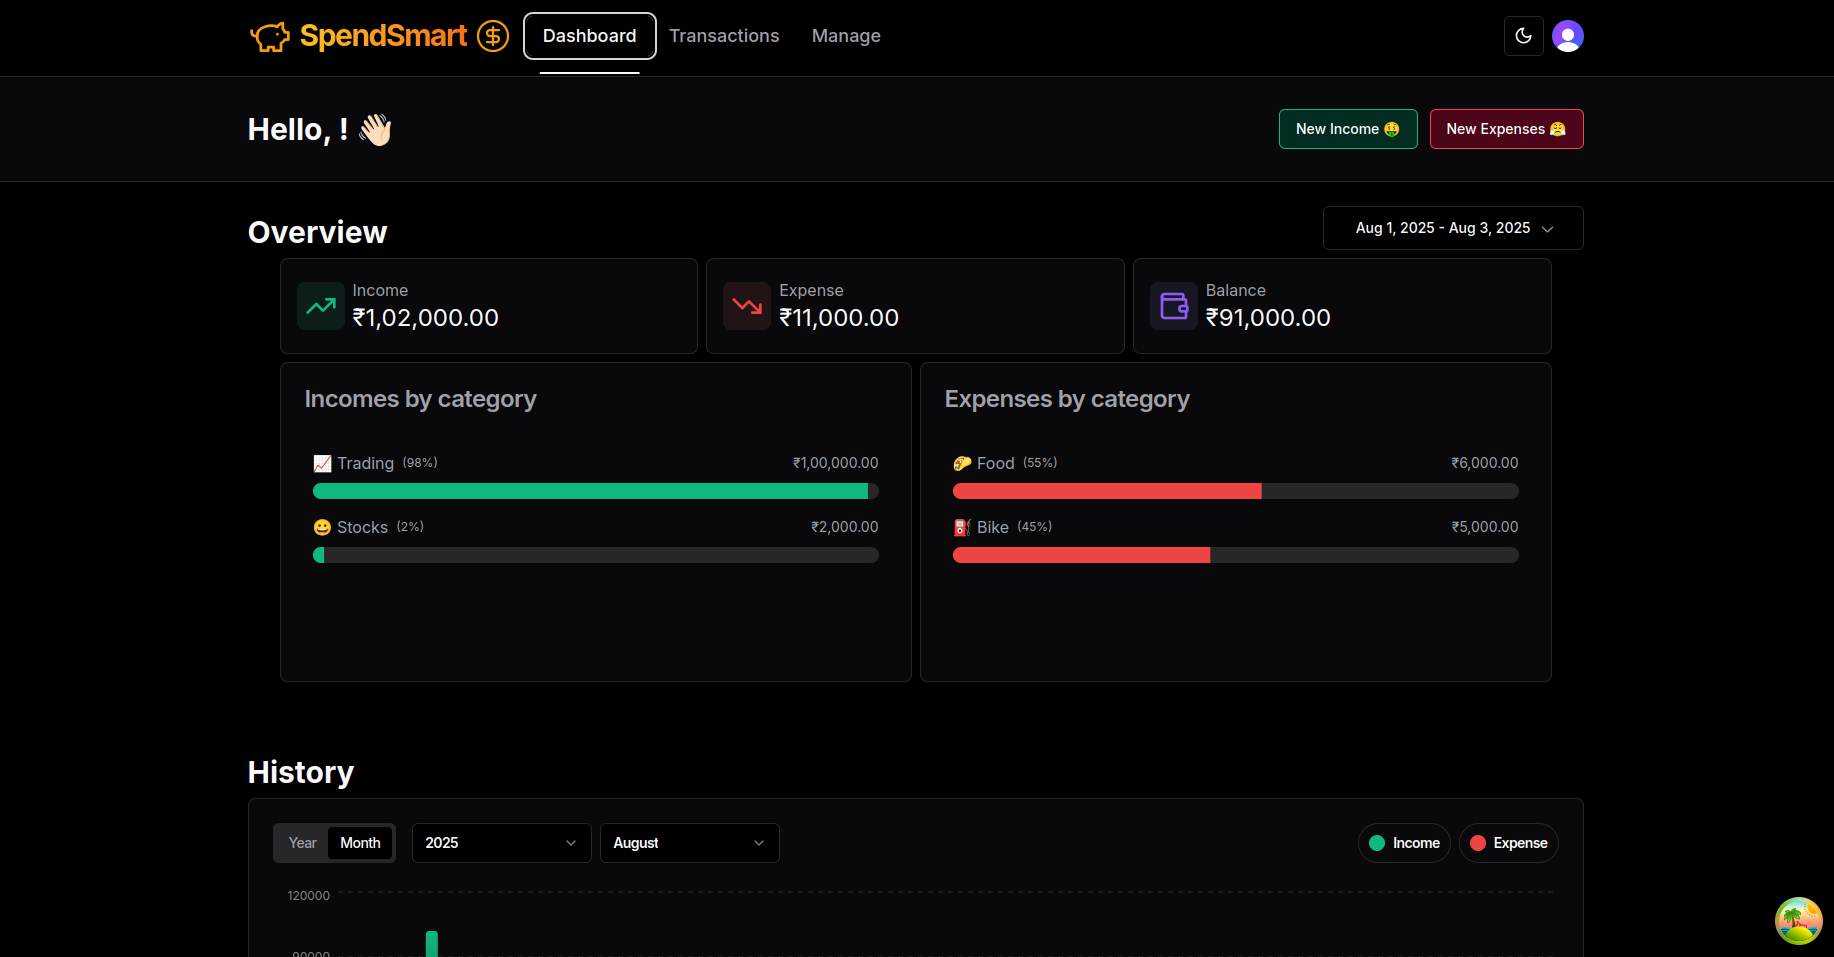 SpendSmart Dashboard Transactions Manage
Hello, ! 👋🏻
New Income 🤑 New Expenses 😤
Overview
Aug 1, 2025 - Aug 3, 2025
Income
₹1,02,000.00
Expense
₹11,000.00
Balance
₹91,000.00
Incomes by category
📈 Trading (98%) ₹1,00,000.00
😀 Stocks (2%) ₹2,000.00
Expenses by category
🌮 Food (55%) ₹6,000.00
⛽ Bike (45%) ₹5,000.00
History
Year Month 2025 August Income Expense
120000
90000